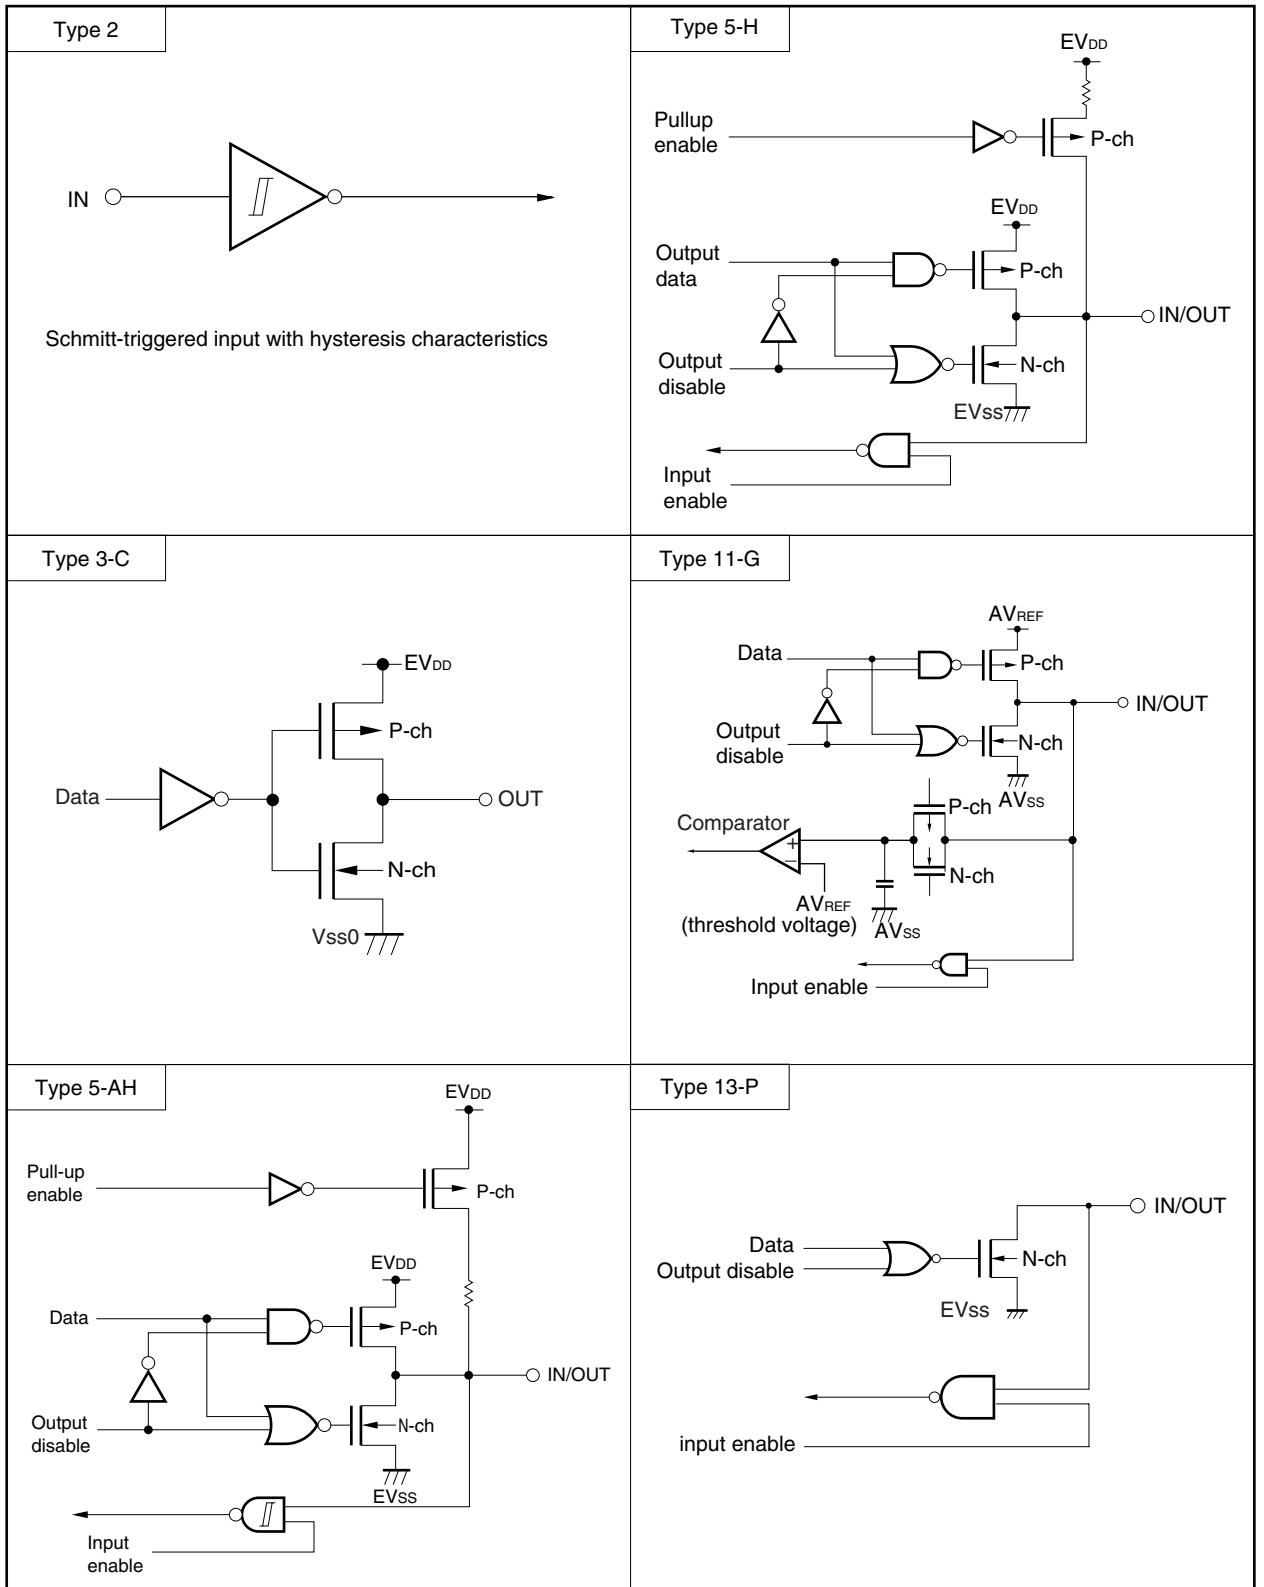 Type 2
IN
Schmitt-triggered input with hysteresis characteristics
Type 5-H
EVDD
Pullup
enable
P-ch
EVDD
Output
data
P-ch
IN/OUT
Output
disable
N-ch
EVSS
Input
enable
Type 3-C
EVDD
P-ch
Data
OUT
N-ch
VSS0
Type 11-G
AVREF
Data
P-ch
IN/OUT
Output
disable
N-ch
AVSS
P-ch
Comparator
+
−
N-ch
AVREF
(threshold voltage)
AVSS
Input enable
Type 5-AH
EVDD
Pull-up
enable
P-ch
EVDD
Data
P-ch
IN/OUT
Output
disable
N-ch
EVSS
Input
enable
Type 13-P
IN/OUT
Data
Output disable
N-ch
EVSS
input enable